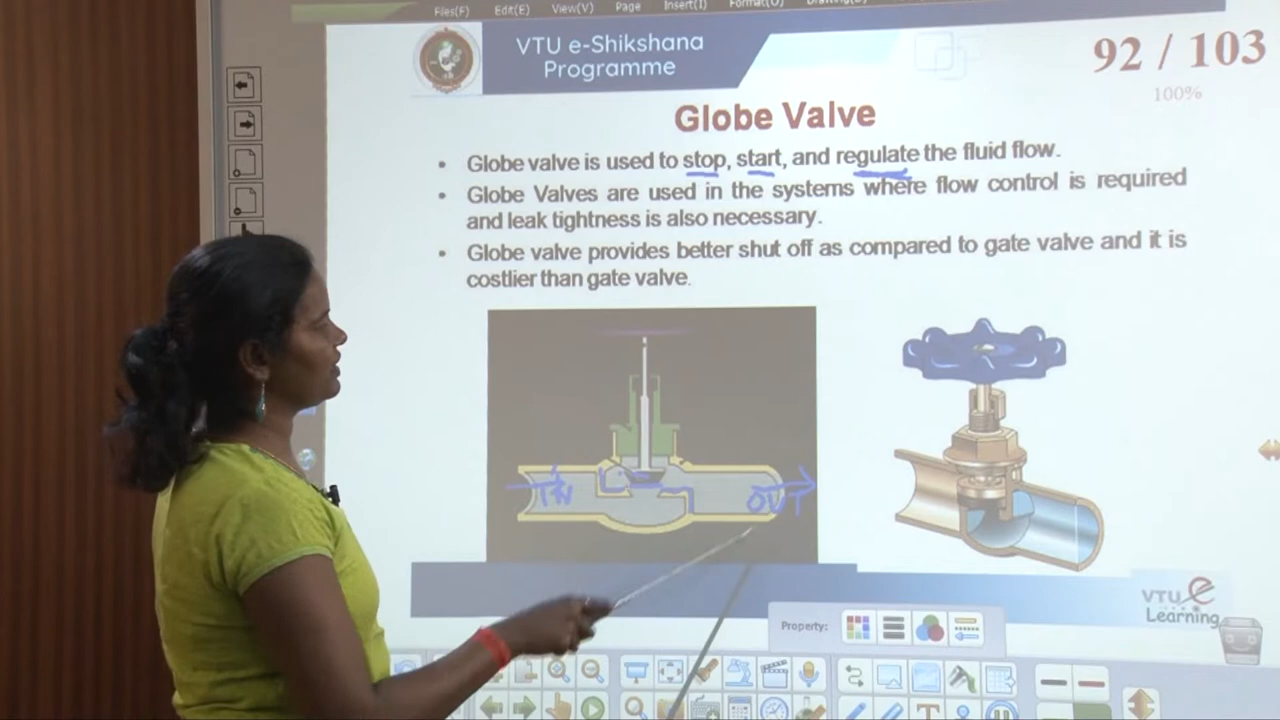 Files(F) Edit(E) View(V) Page Insert(I) Format(O)
VTU e-Shikshana
Programme
92 / 103
100%
Globe Valve
• Globe valve is used to stop, start, and regulate the fluid flow.
• Globe Valves are used in the systems where flow control is required
and leak tightness is also necessary.
• Globe valve provides better shut off as compared to gate valve and it is
costlier than gate valve.
IN
OUT
VTU e
Learning
Property: